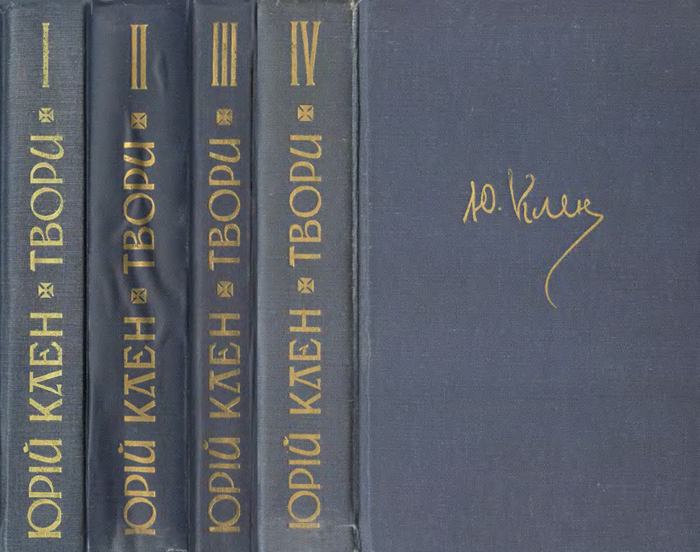 ЮРІЙ КЛЕН ТВОРИ I
ЮРІЙ КЛЕН ТВОРИ II
ЮРІЙ КЛЕН ТВОРИ III
ЮРІЙ КЛЕН ТВОРИ IV
Ю. Клен